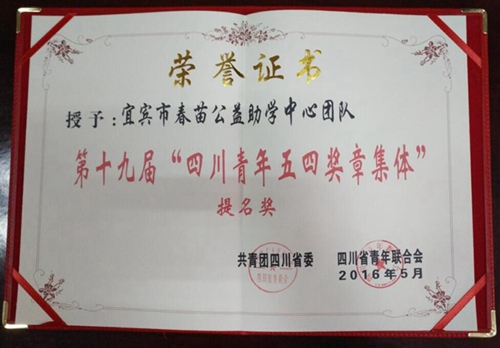 荣誉证书
授予：宜宾市春苗公益助学中心团队
第十九届“四川青年五四奖章集体”
提名奖
共青团四川省委 四川省青年联合会
2016年5月